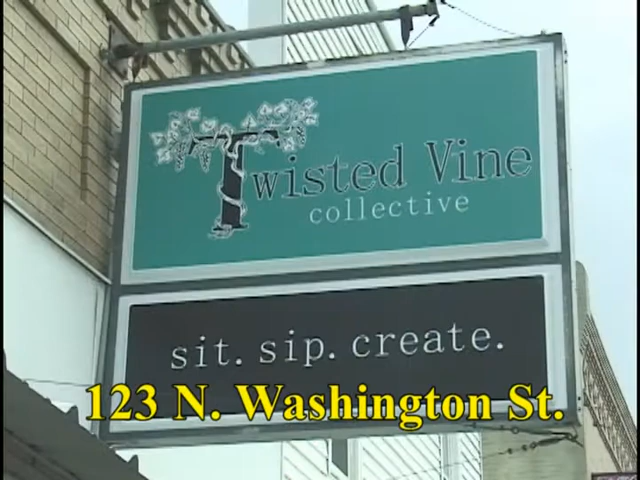 Twisted Vine
collective
sit. sip. create.
123 N. Washington St.